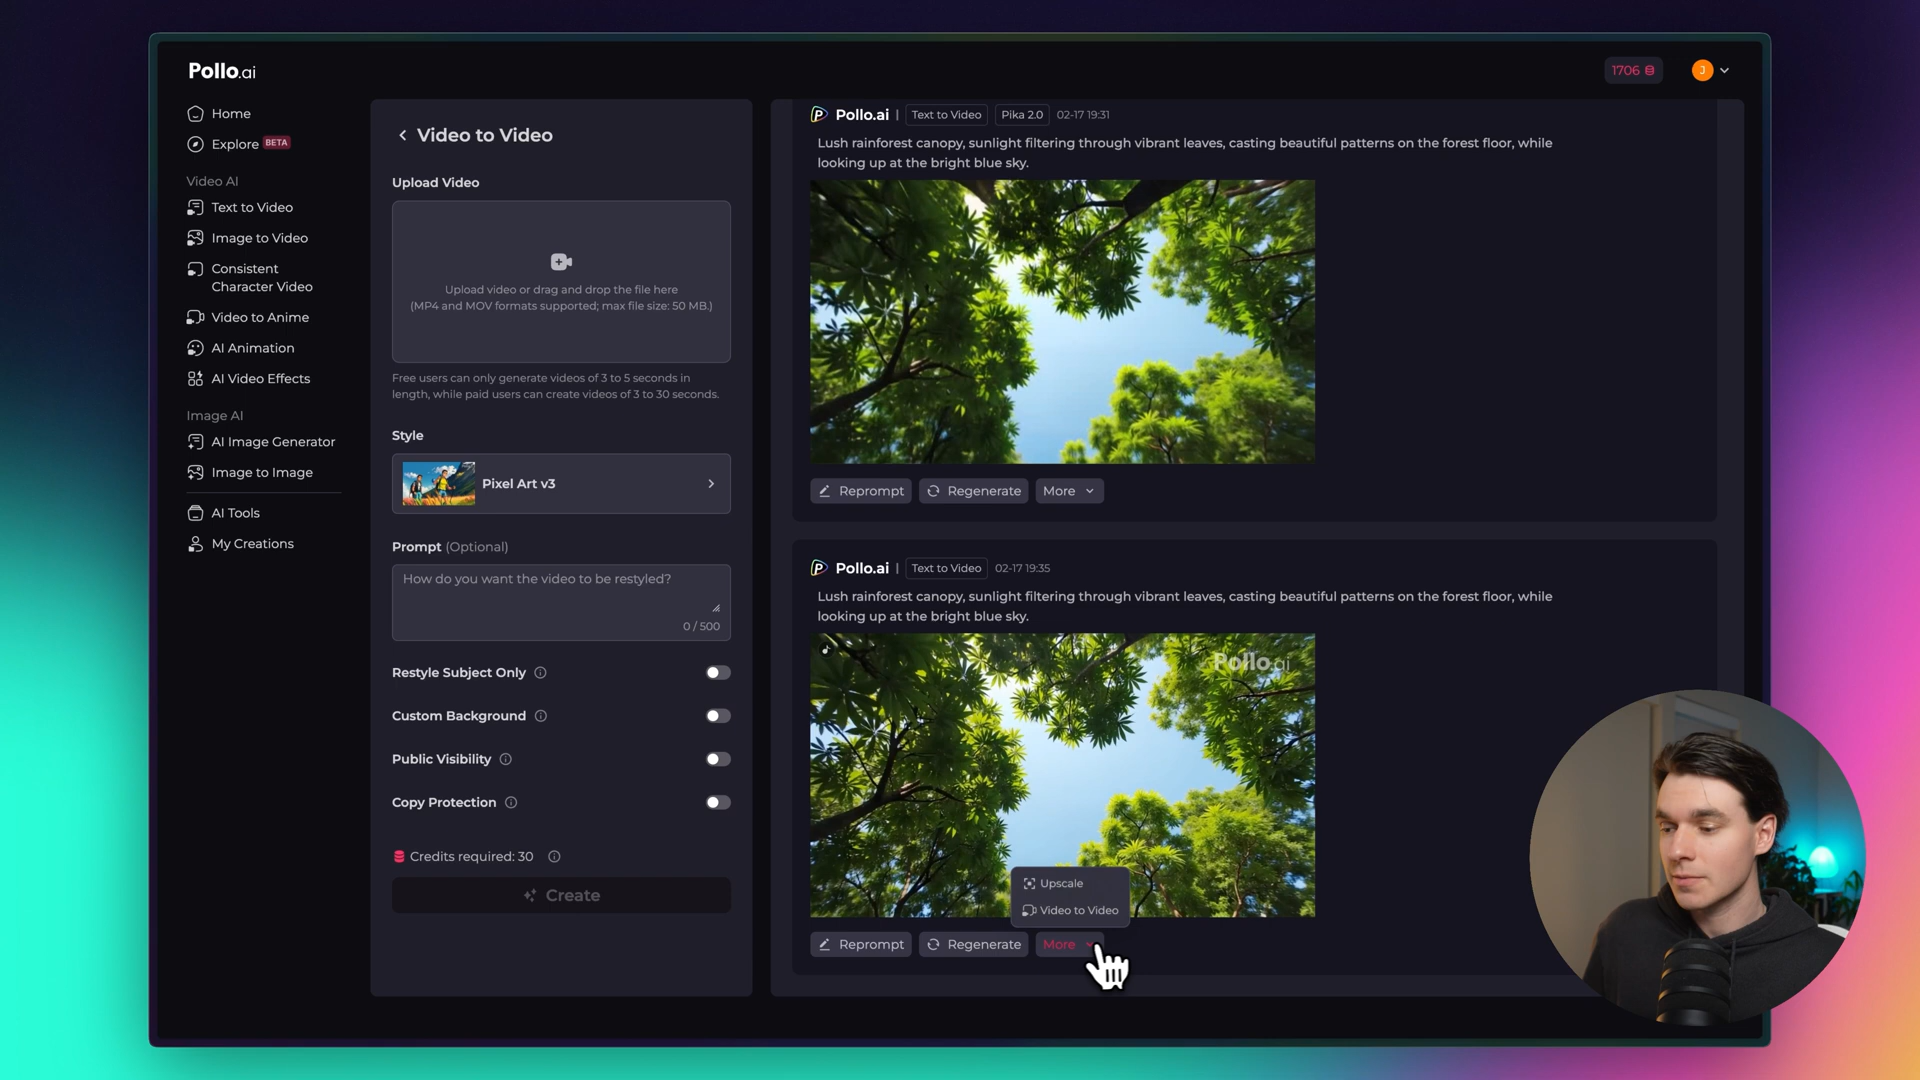 Pollo.ai
1706
J
Home
Explore BETA
Video AI
Text to Video
Image to Video
Consistent
Character Video
Video to Anime
AI Animation
AI Video Effects
Image AI
AI Image Generator
Image to Image
AI Tools
My Creations
Video to Video
Upload Video
Upload video or drag and drop the file here
(MP4 and MOV formats supported; max file size: 50 MB.)
Free users can only generate videos of 3 to 5 seconds in
length, while paid users can create videos of 3 to 30 seconds.
Style
Pixel Art v3
Prompt (Optional)
How do you want the video to be restyled?
0 / 500
Restyle Subject Only
Custom Background
Public Visibility
Copy Protection
Credits required: 30
Create
Pollo.ai | Text to Video Pika 2.0 02-17 19:31
Lush rainforest canopy, sunlight filtering through vibrant leaves, casting beautiful patterns on the forest floor, while
looking up at the bright blue sky.
Reprompt Regenerate More
Pollo.ai | Text to Video 02-17 19:35
Lush rainforest canopy, sunlight filtering through vibrant leaves, casting beautiful patterns on the forest floor, while
looking up at the bright blue sky.
Pollo.ai
Upscale
Video to Video
Reprompt Regenerate More